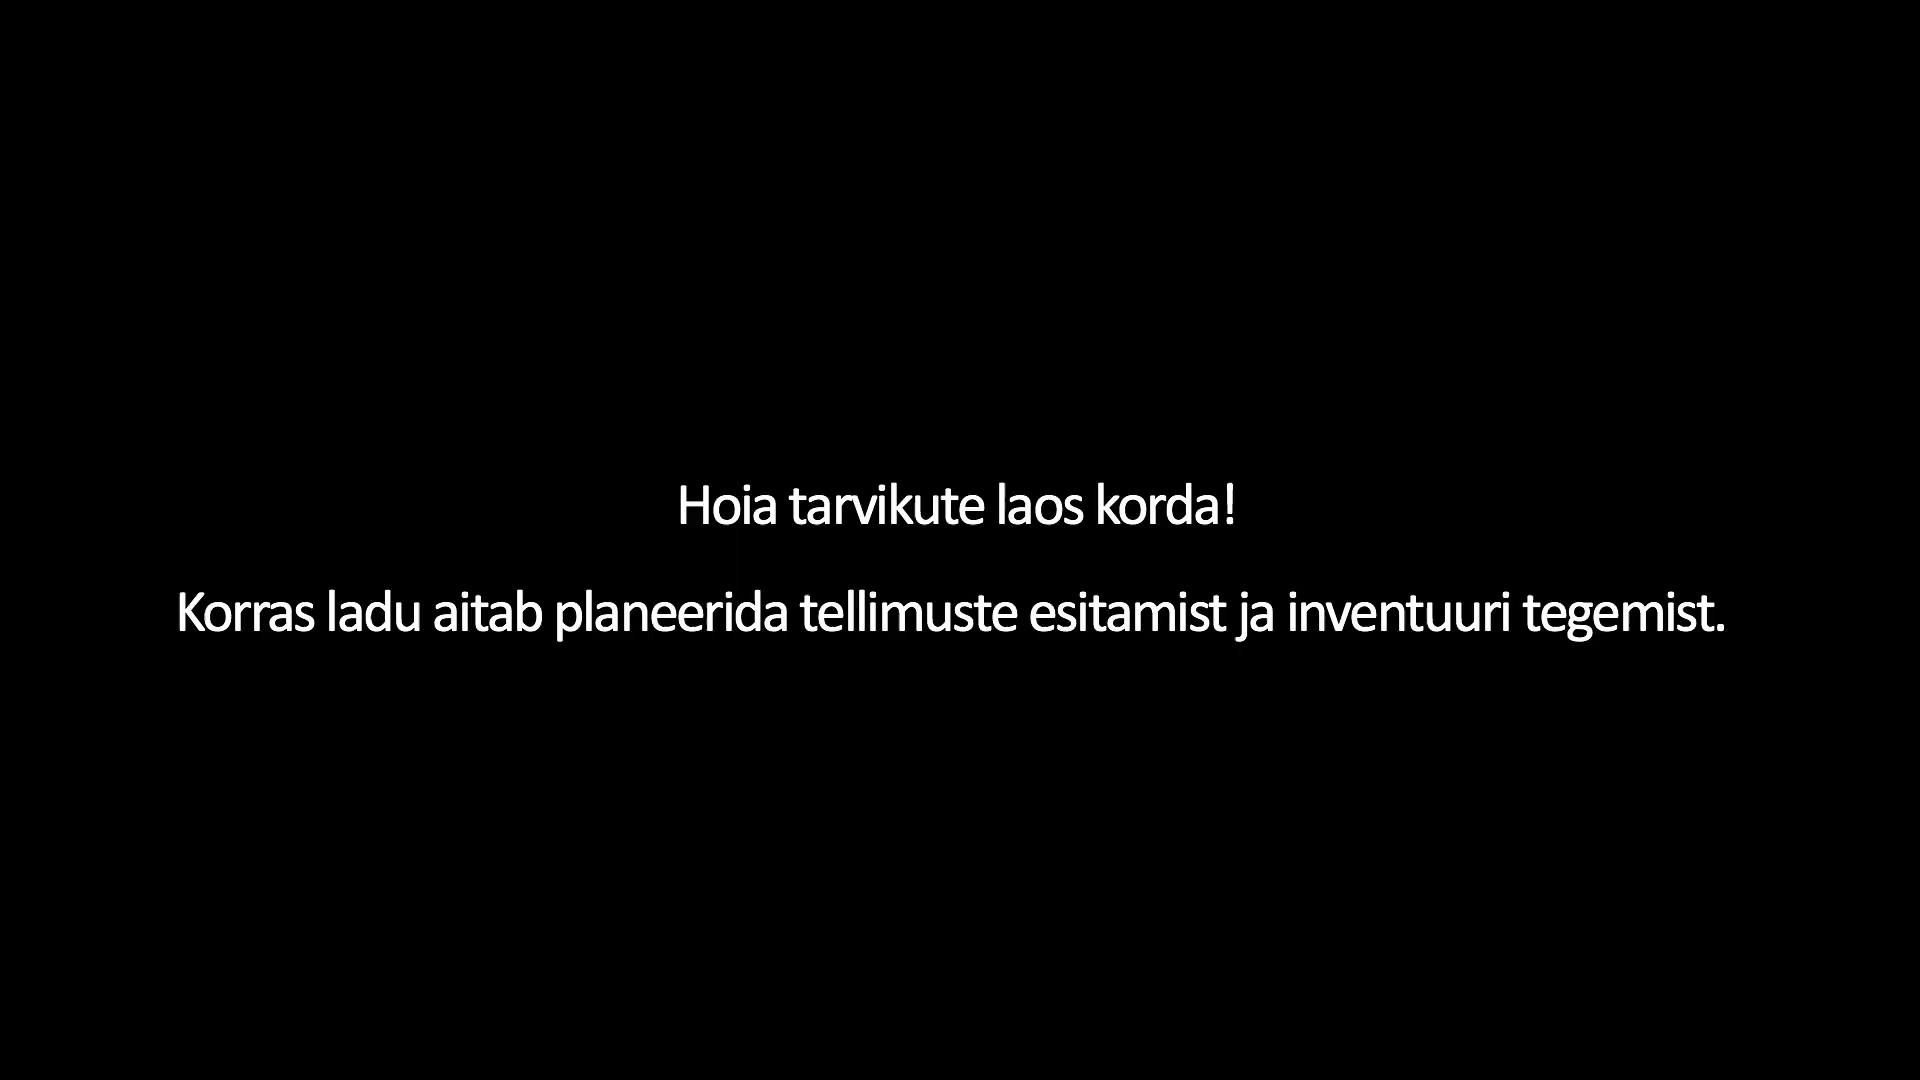 Hoia tarvikute laos korda!
Korras ladu aitab planeerida tellimuste esitamist ja inventuuri tegemist.